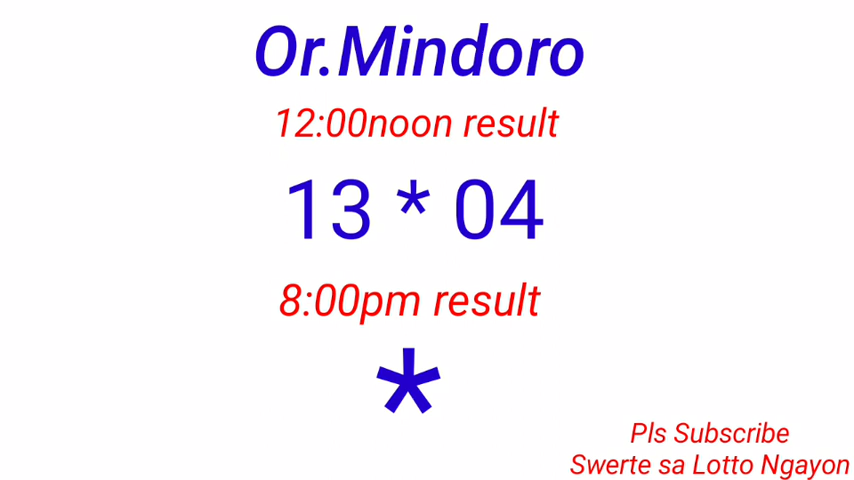 Or.Mindoro
12:00noon result
13 * 04
8:00pm result
*
Pls Subscribe
Swerte sa Lotto Ngayon